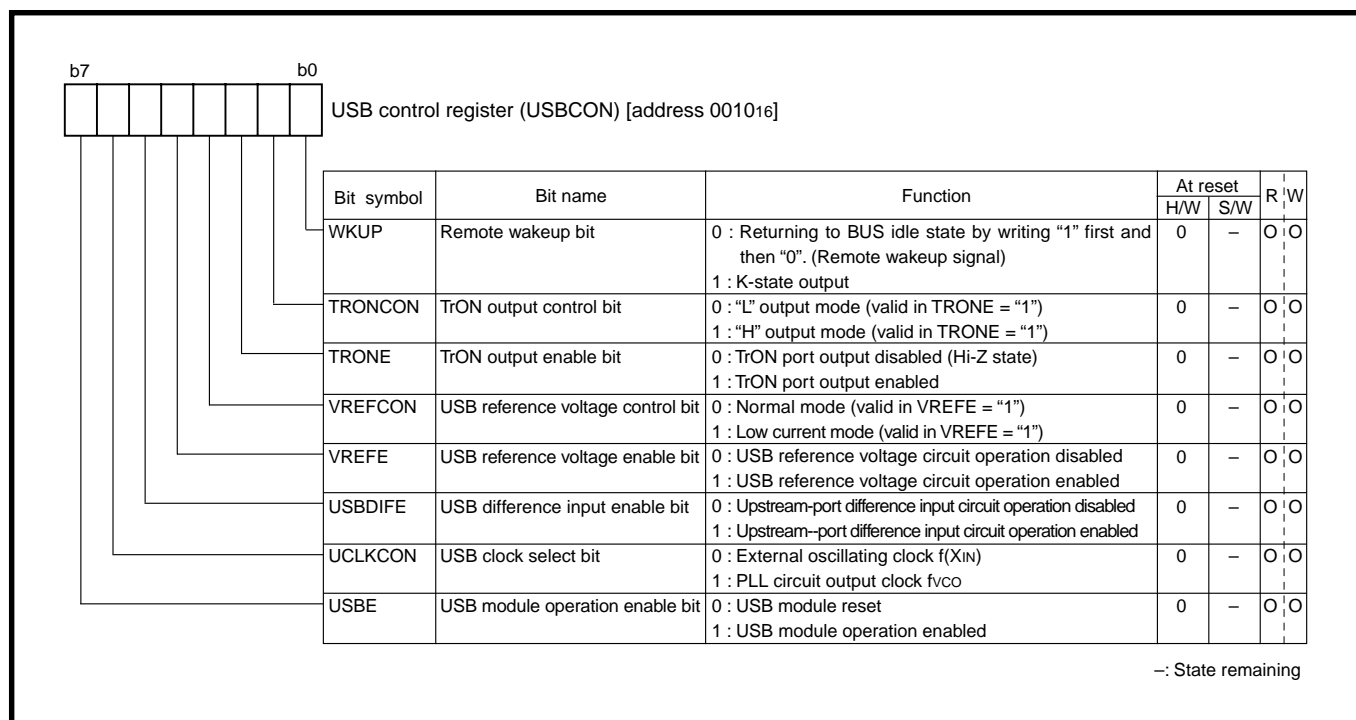 b7 b0
USB control register (USBCON) [address 001016]
Bit symbol Bit name Function At reset R W
H/W S/W
WKUP Remote wakeup bit 0 : Returning to BUS idle state by writing “1” first and 0 – O O
then “0”. (Remote wakeup signal)
1 : K-state output
TRONCON TrON output control bit 0 : “L” output mode (valid in TRONE = “1”) 0 – O O
1 : “H” output mode (valid in TRONE = “1”)
TRONE TrON output enable bit 0 : TrON port output disabled (Hi-Z state) 0 – O O
1 : TrON port output enabled
VREFCON USB reference voltage control bit 0 : Normal mode (valid in VREFE = “1”) 0 – O O
1 : Low current mode (valid in VREFE = “1”)
VREFE USB reference voltage enable bit 0 : USB reference voltage circuit operation disabled 0 – O O
1 : USB reference voltage circuit operation enabled
USBDIFE USB difference input enable bit 0 : Upstream-port difference input circuit operation disabled 0 – O O
1 : Upstream--port difference input circuit operation enabled
UCLKCON USB clock select bit 0 : External oscillating clock f(XIN) 0 – O O
1 : PLL circuit output clock fVCO
USBE USB module operation enable bit 0 : USB module reset 0 – O O
1 : USB module operation enabled
–: State remaining